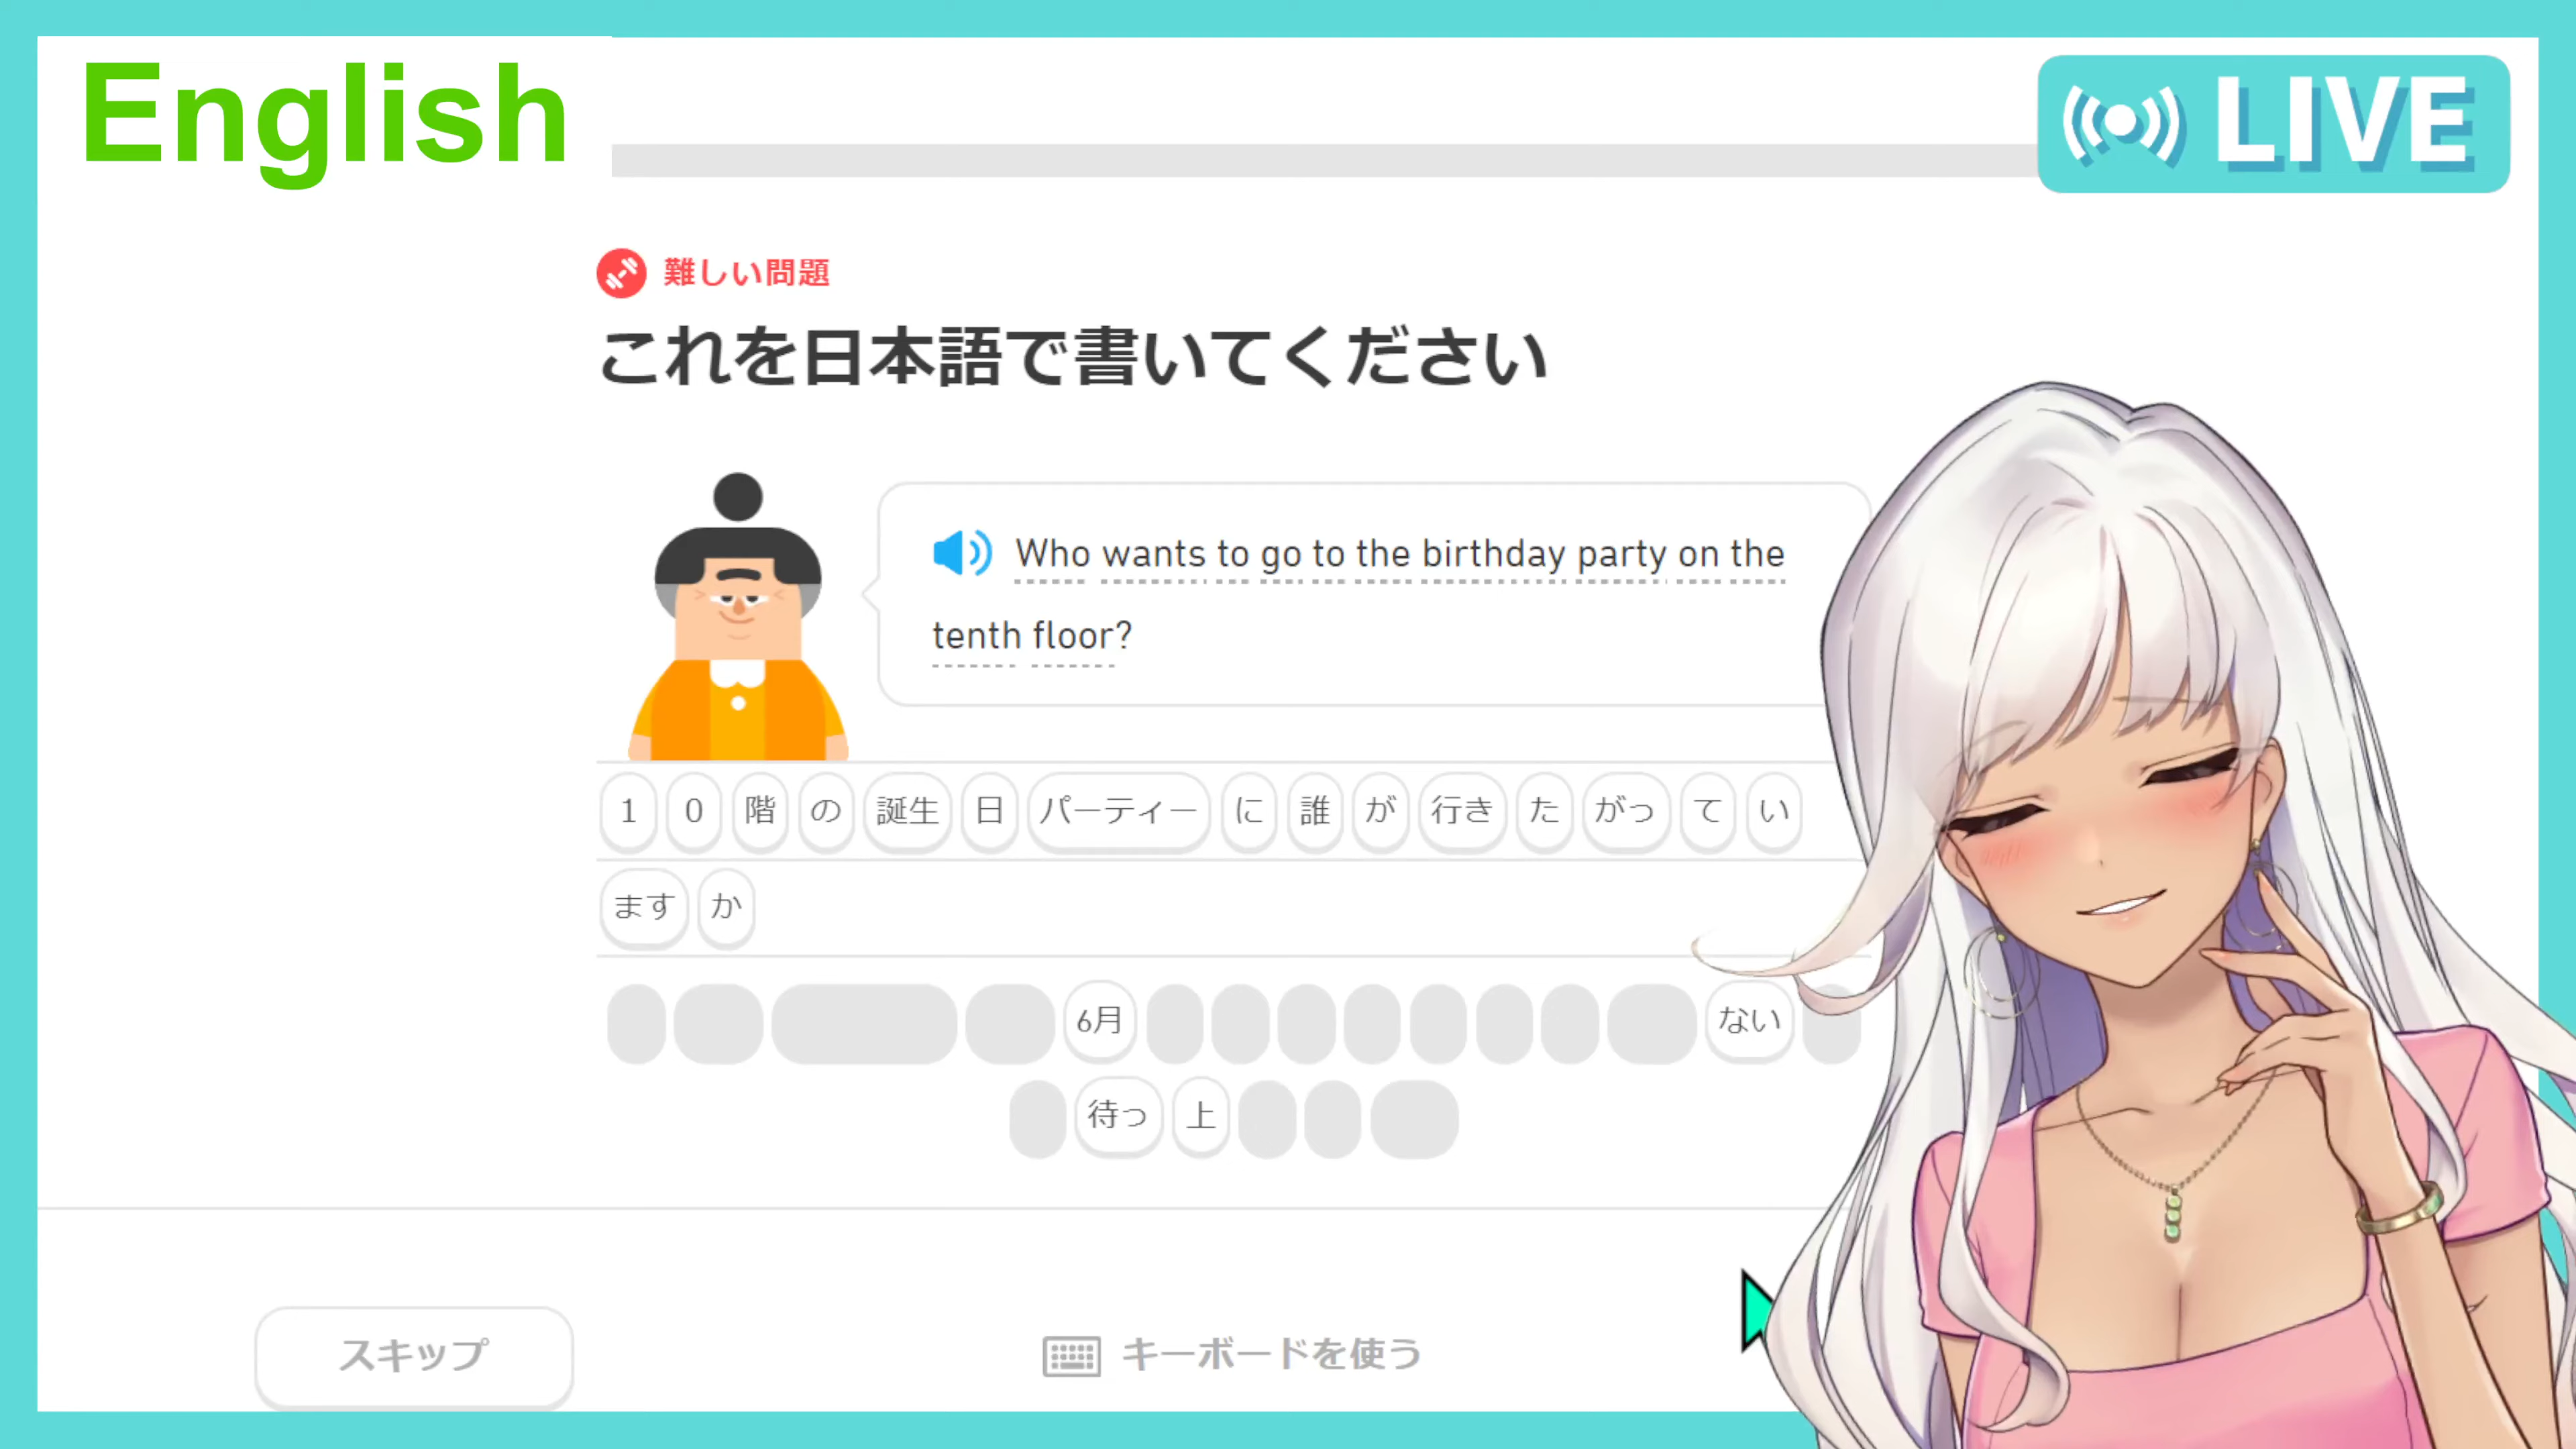 English
LIVE
難しい問題
これを日本語で書いてください
Who wants to go to the birthday party on the
tenth floor?
1 0 階 の 誕生 日 パーティー に 誰 が 行き た がっ て い
ます か
6月 ない
待っ 上
スキップ
キーボードを使う